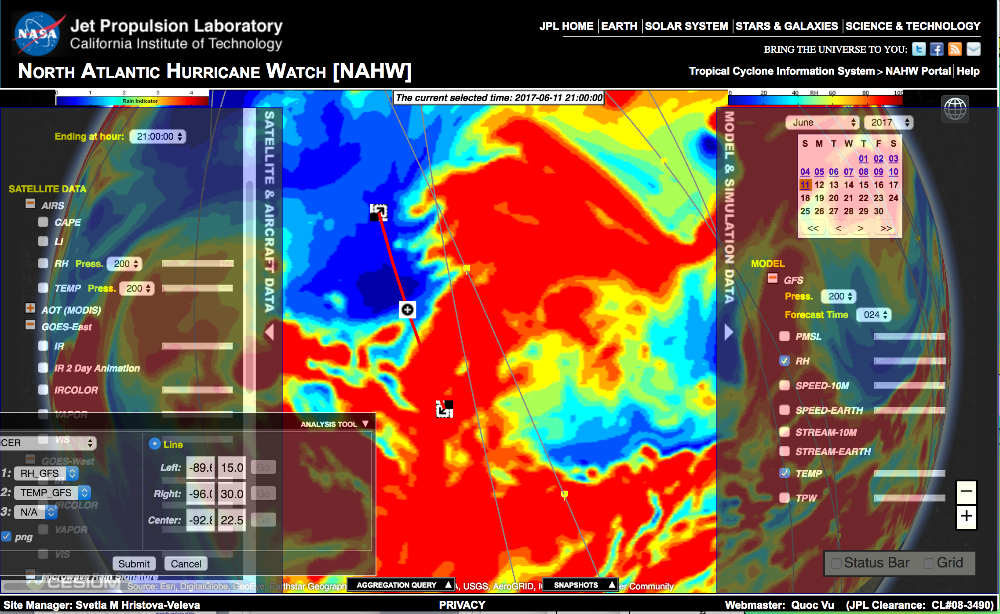 NASA
Jet Propulsion Laboratory
California Institute of Technology
JPL HOME EARTH SOLAR SYSTEM STARS & GALAXIES SCIENCE & TECHNOLOGY
BRING THE UNIVERSE TO YOU:
NORTH ATLANTIC HURRICANE WATCH [NAHW]
Tropical Cyclone Information System > NAHW Portal Help
0 1 2 3 4
Rain Indicator
The current selected time: 2017-06-11 21:00:00
0 20 40 RH 60 80 100
Ending at hour: 21:00:00
SATELLITE DATA
AIRS
CAPE
LI
RH Press. 200
TEMP Press. 200
AOT (MODIS)
GOES-East
IR
IR 2 Day Animation
IRCOLOR
VAPOR
VIS
GOES-West
IR
IRCOLOR
VAPOR
VIS
Microwave Rain Signature
SATELLITE & AIRCRAFT DATA
ANALYSIS TOOL
CER
1: RH_GFS
2: TEMP_GFS
3: N/A
png
Line
Left: -89.6 15.0 Go
Right: -96.0 30.0 Go
Center: -92.8 22.5 Go
Submit Cancel
MODEL & SIMULATION DATA
June 2017
S M T W T F S
01 02 03
04 05 06 07 08 09 10
11 12 13 14 15 16 17
18 19 20 21 22 23 24
25 26 27 28 29 30
<< < > >>
MODEL
GFS
Press. 200
Forecast Time 024
PMSL
RH
SPEED-10M
SPEED-EARTH
STREAM-10M
STREAM-EARTH
TEMP
TPW
−
+
Status Bar Grid
CESIUM Source: Esri, DigitalGlobe, GeoEye, Earthstar Geograph
AGGREGATION QUERY
, USGS, AeroGRID, I
SNAPSHOTS
er Community
Site Manager: Svetla M Hristova-Veleva
PRIVACY
Webmaster: Quoc Vu (JPL Clearance: CL#08-3490)